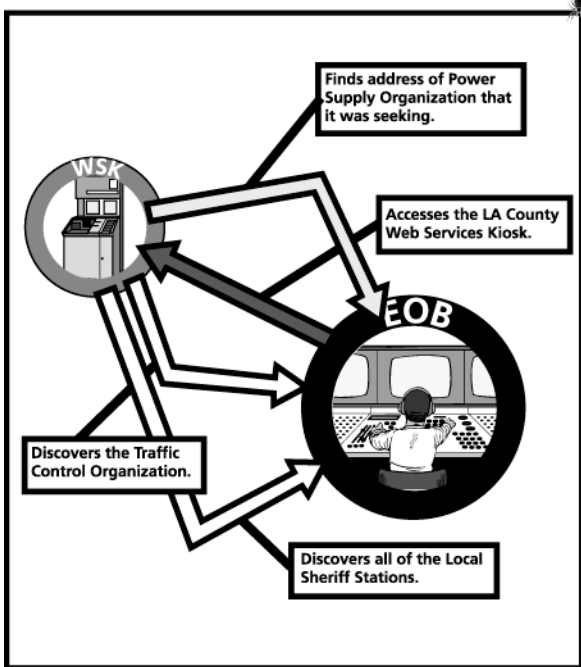 Finds address of Power
Supply Organization that
it was seeking.
WSK
Accesses the LA County
Web Services Kiosk.
EOB
Discovers the Traffic
Control Organization.
Discovers all of the Local
Sheriff Stations.